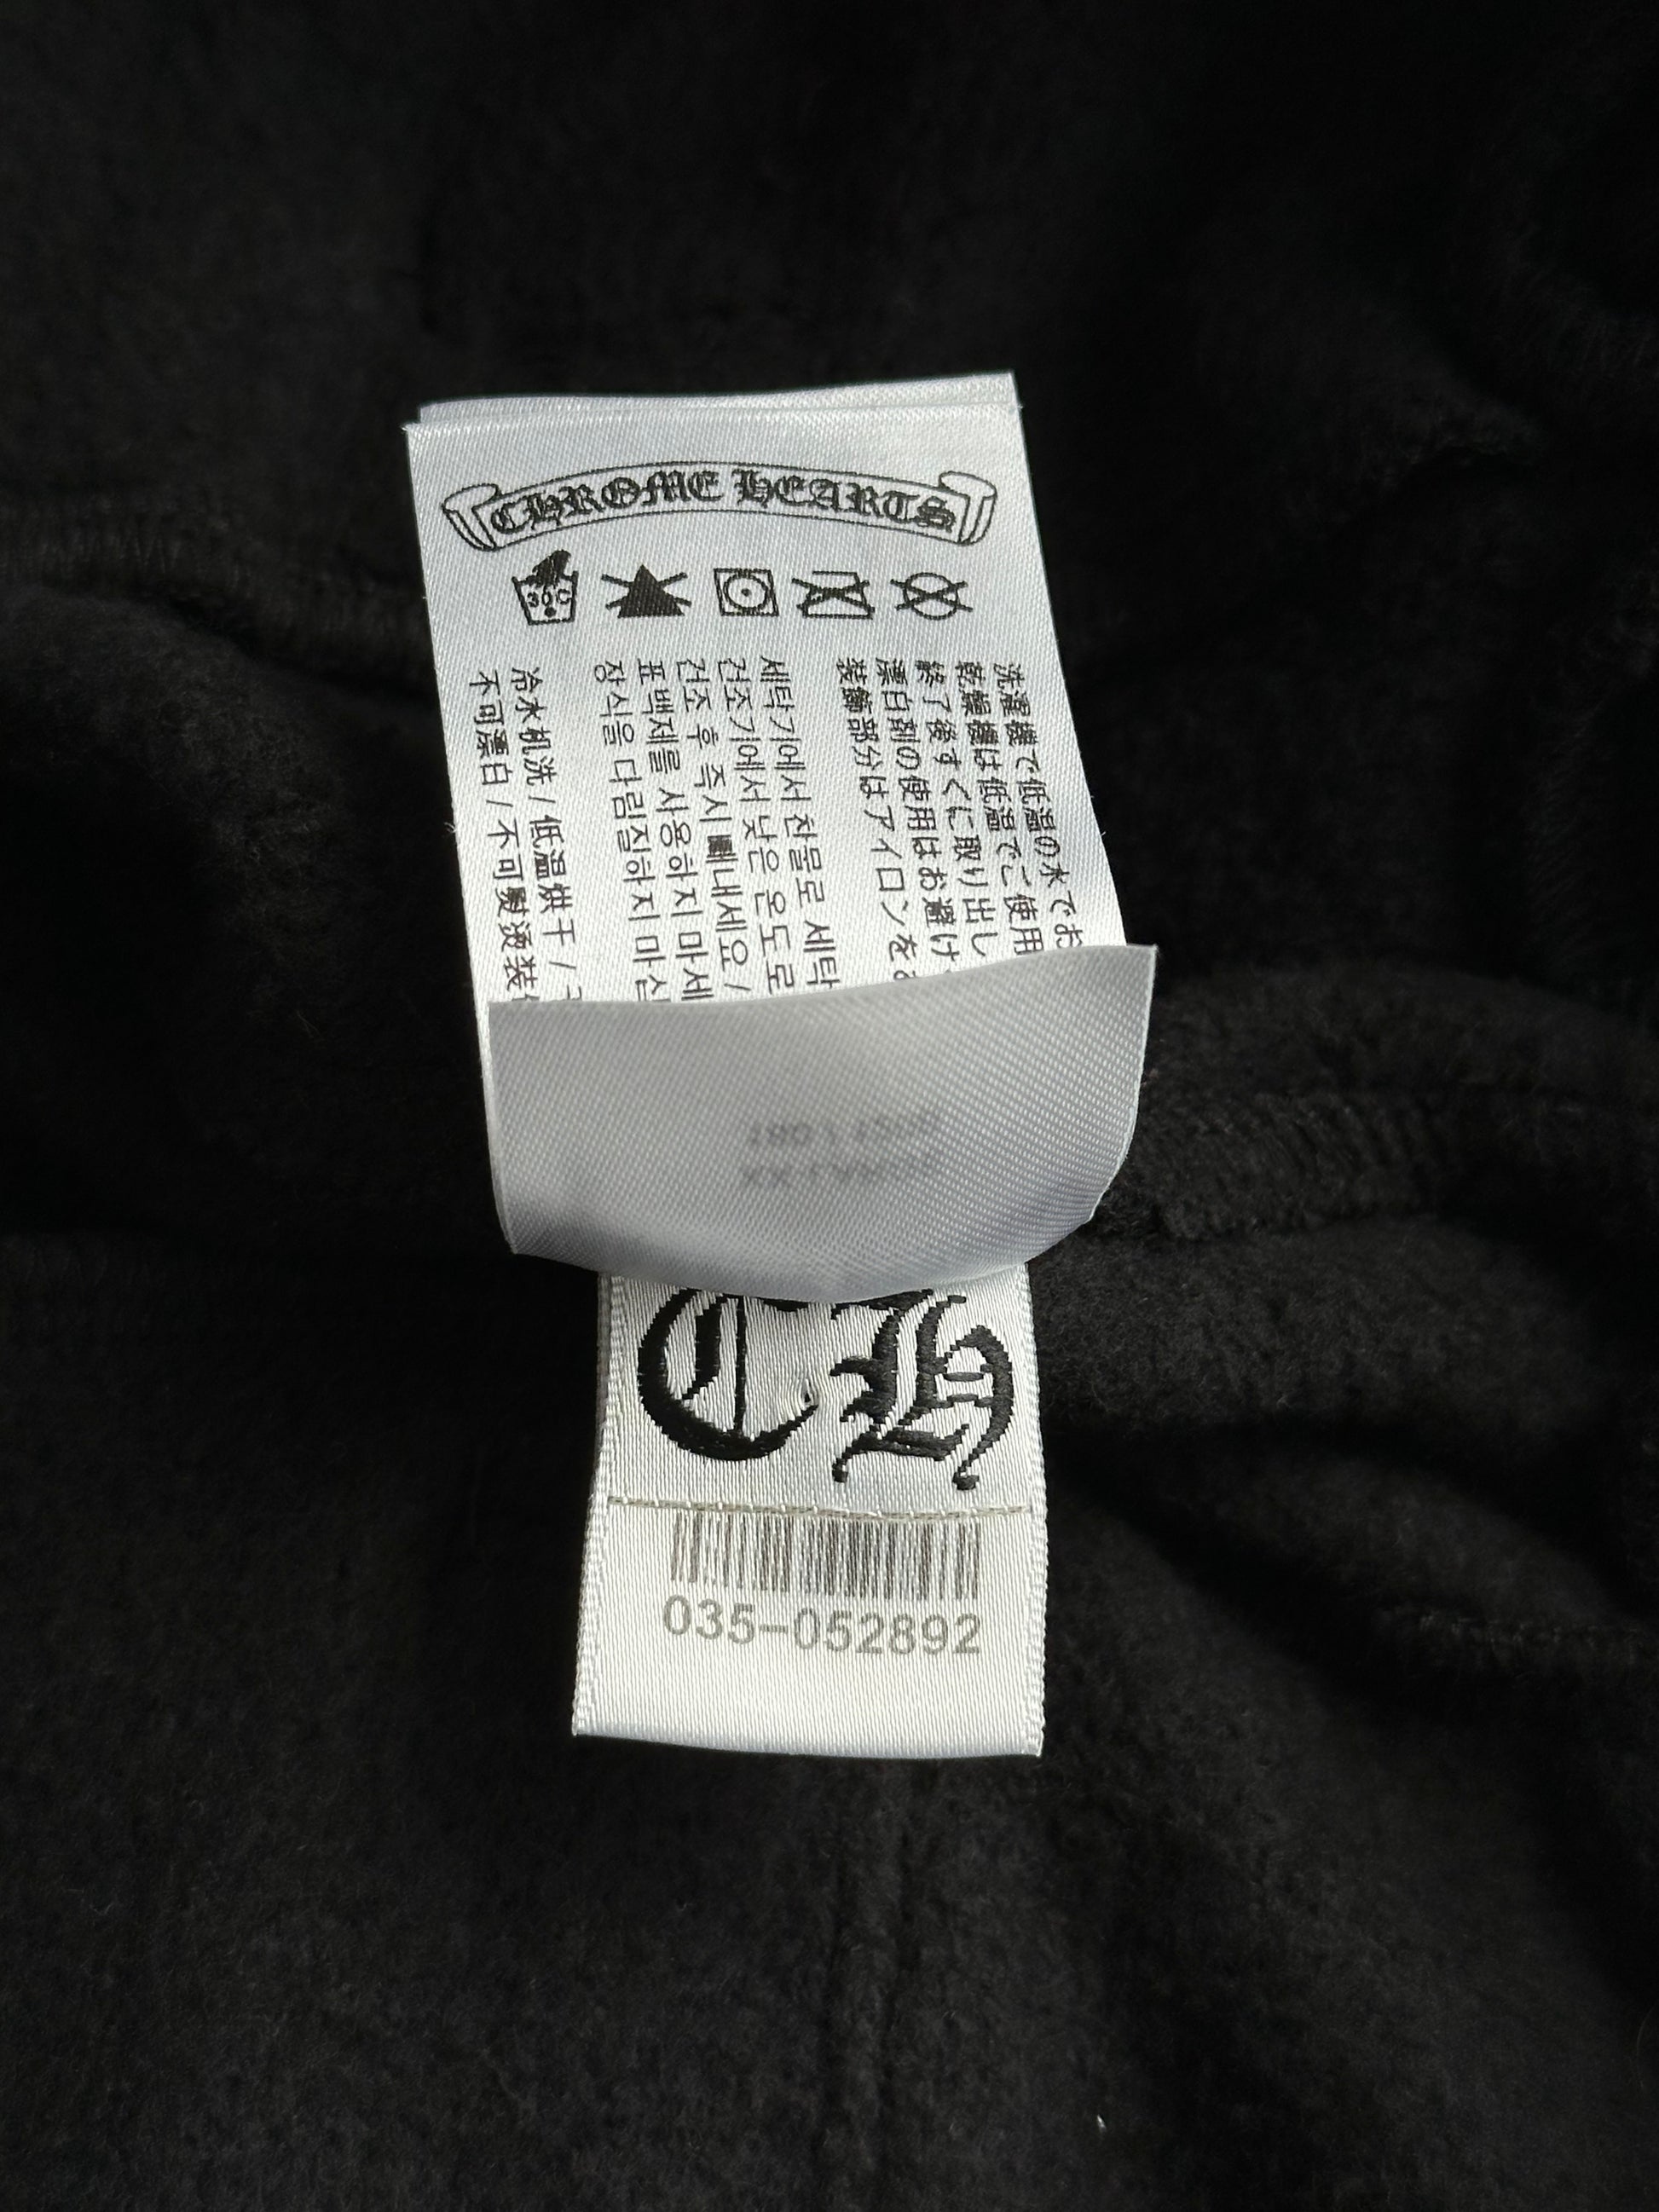 CHROME HEARTS
30C
洗濯機で低温の水でお
乾燥機は低温でご使用
終了後すぐに取り出し
漂白剤の使用はお避け
装飾部分はアイロンを
세탁기에서 찬물로 세탁
건조기에서 낮은 온도로
건조 후 즉시 빼내세요 /
표백제를 사용하지 마세
장식을 다림질하지 마십
冷水机洗 / 低温烘干 /
不可漂白 / 不可熨烫装
CH
035-052892